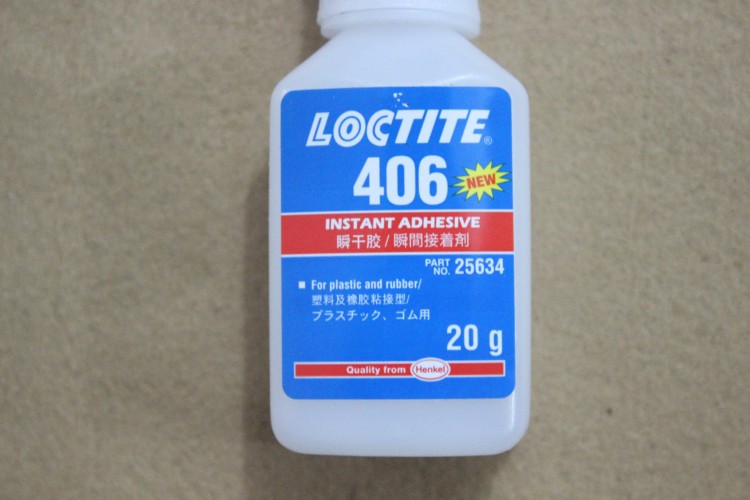 LOCTITE®
406 NEW
INSTANT ADHESIVE
瞬干胶/瞬間接着剤
PART NO. 25634
■ For plastic and rubber/
塑料及橡胶粘接型/
プラスチック、ゴム用
20 g
Quality from Henkel